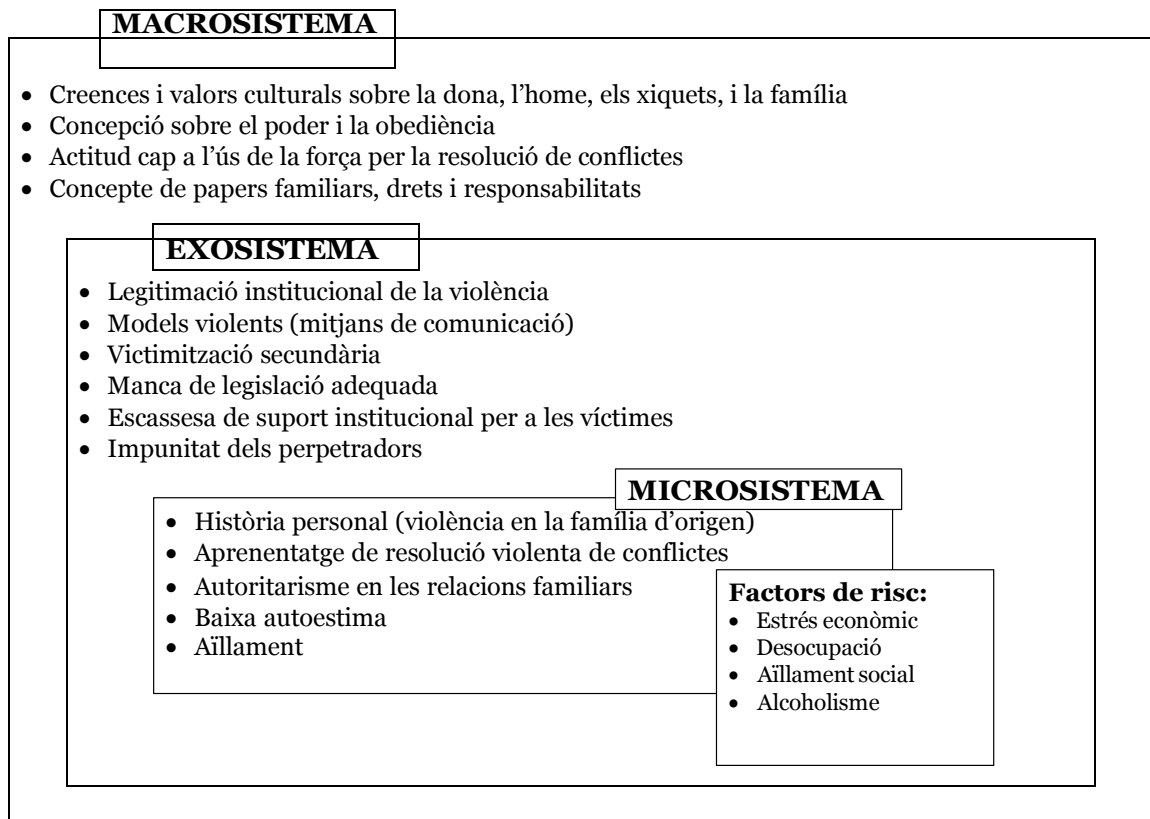 MACROSISTEMA
• Creences i valors culturals sobre la dona, l’home, els xiquets, i la família
• Concepció sobre el poder i la obediència
• Actitud cap a l’ús de la força per la resolució de conflictes
• Concepte de papers familiars, drets i responsabilitats
EXOSISTEMA
• Legitimació institucional de la violència
• Models violents (mitjans de comunicació)
• Victimització secundària
• Manca de legislació adequada
• Escassesa de suport institucional per a les víctimes
• Impunitat dels perpetradors
MICROSISTEMA
• Història personal (violència en la família d’origen)
• Aprenentatge de resolució violenta de conflictes
• Autoritarisme en les relacions familiars
• Baixa autoestima
• Aïllament
Factors de risc:
• Estrés econòmic
• Desocupació
• Aïllament social
• Alcoholisme